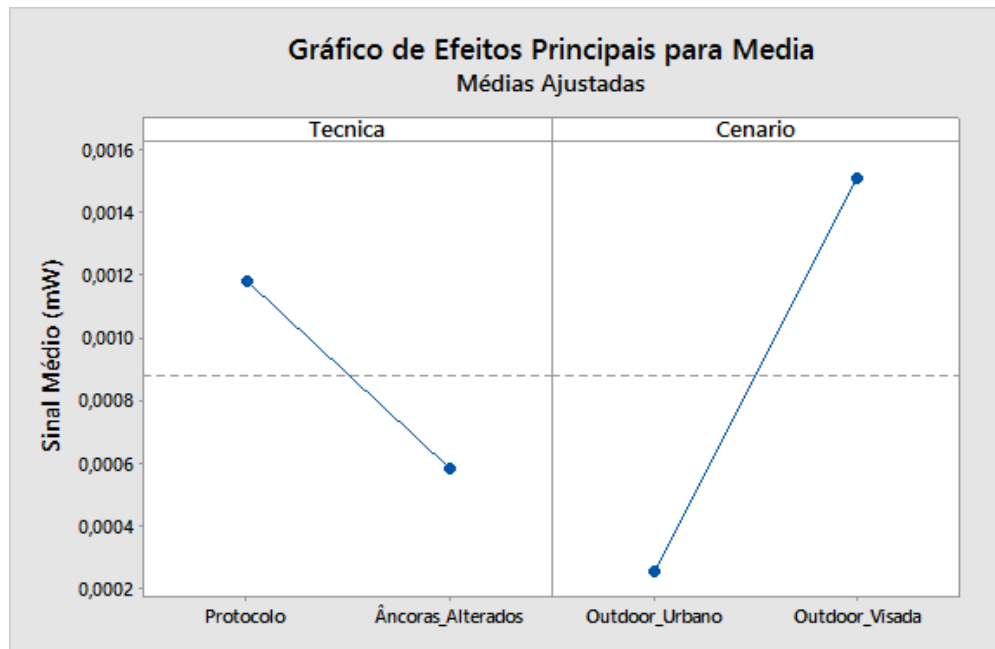 Gráfico de Efeitos Principais para Media
Médias Ajustadas
Tecnica
Cenario
Sinal Médio (mW)
0,0016
0,0014
0,0012
0,0010
0,0008
0,0006
0,0004
0,0002
Protocolo
Âncoras_Alterados
Outdoor_Urbano
Outdoor_Visada